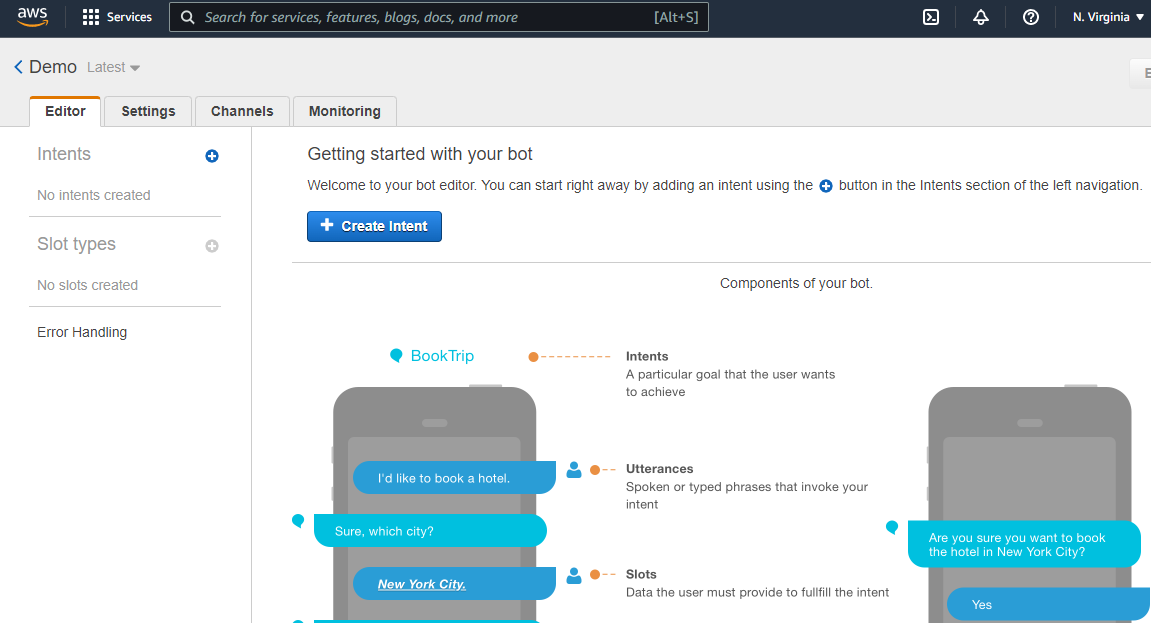 aws
Services
Search for services, features, blogs, docs, and more
[Alt+S]
N. Virginia
Demo
Latest
Editor
Settings
Channels
Monitoring
Intents
No intents created
Slot types
No slots created
Error Handling
Getting started with your bot
Welcome to your bot editor. You can start right away by adding an intent using the button in the Intents section of the left navigation.
Create Intent
Components of your bot.
BookTrip
Intents
A particular goal that the user wants
to achieve
I'd like to book a hotel.
Utterances
Spoken or typed phrases that invoke your
intent
Sure, which city?
New York City.
Slots
Data the user must provide to fullfill the intent
Are you sure you want to book
the hotel in New York City?
Yes